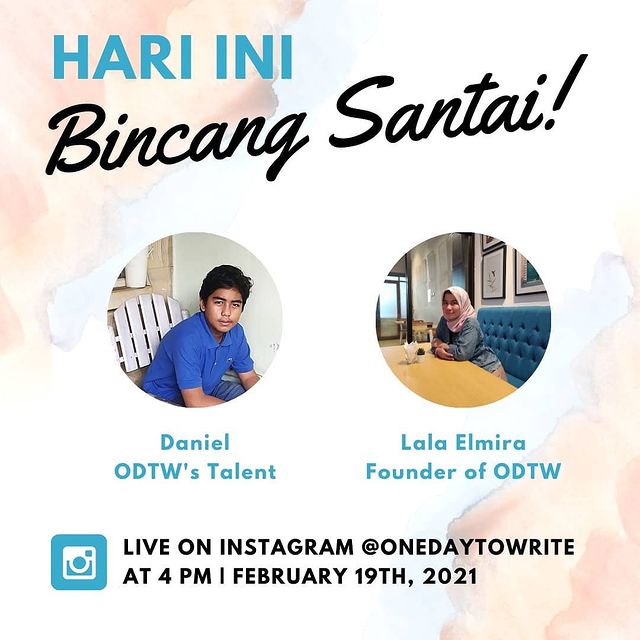 HARI INI
Bincang Santai!
Daniel
ODTW's Talent
Lala Elmira
Founder of ODTW
LIVE ON INSTAGRAM @ONEDAYTOWRITE
AT 4 PM | FEBRUARY 19TH, 2021